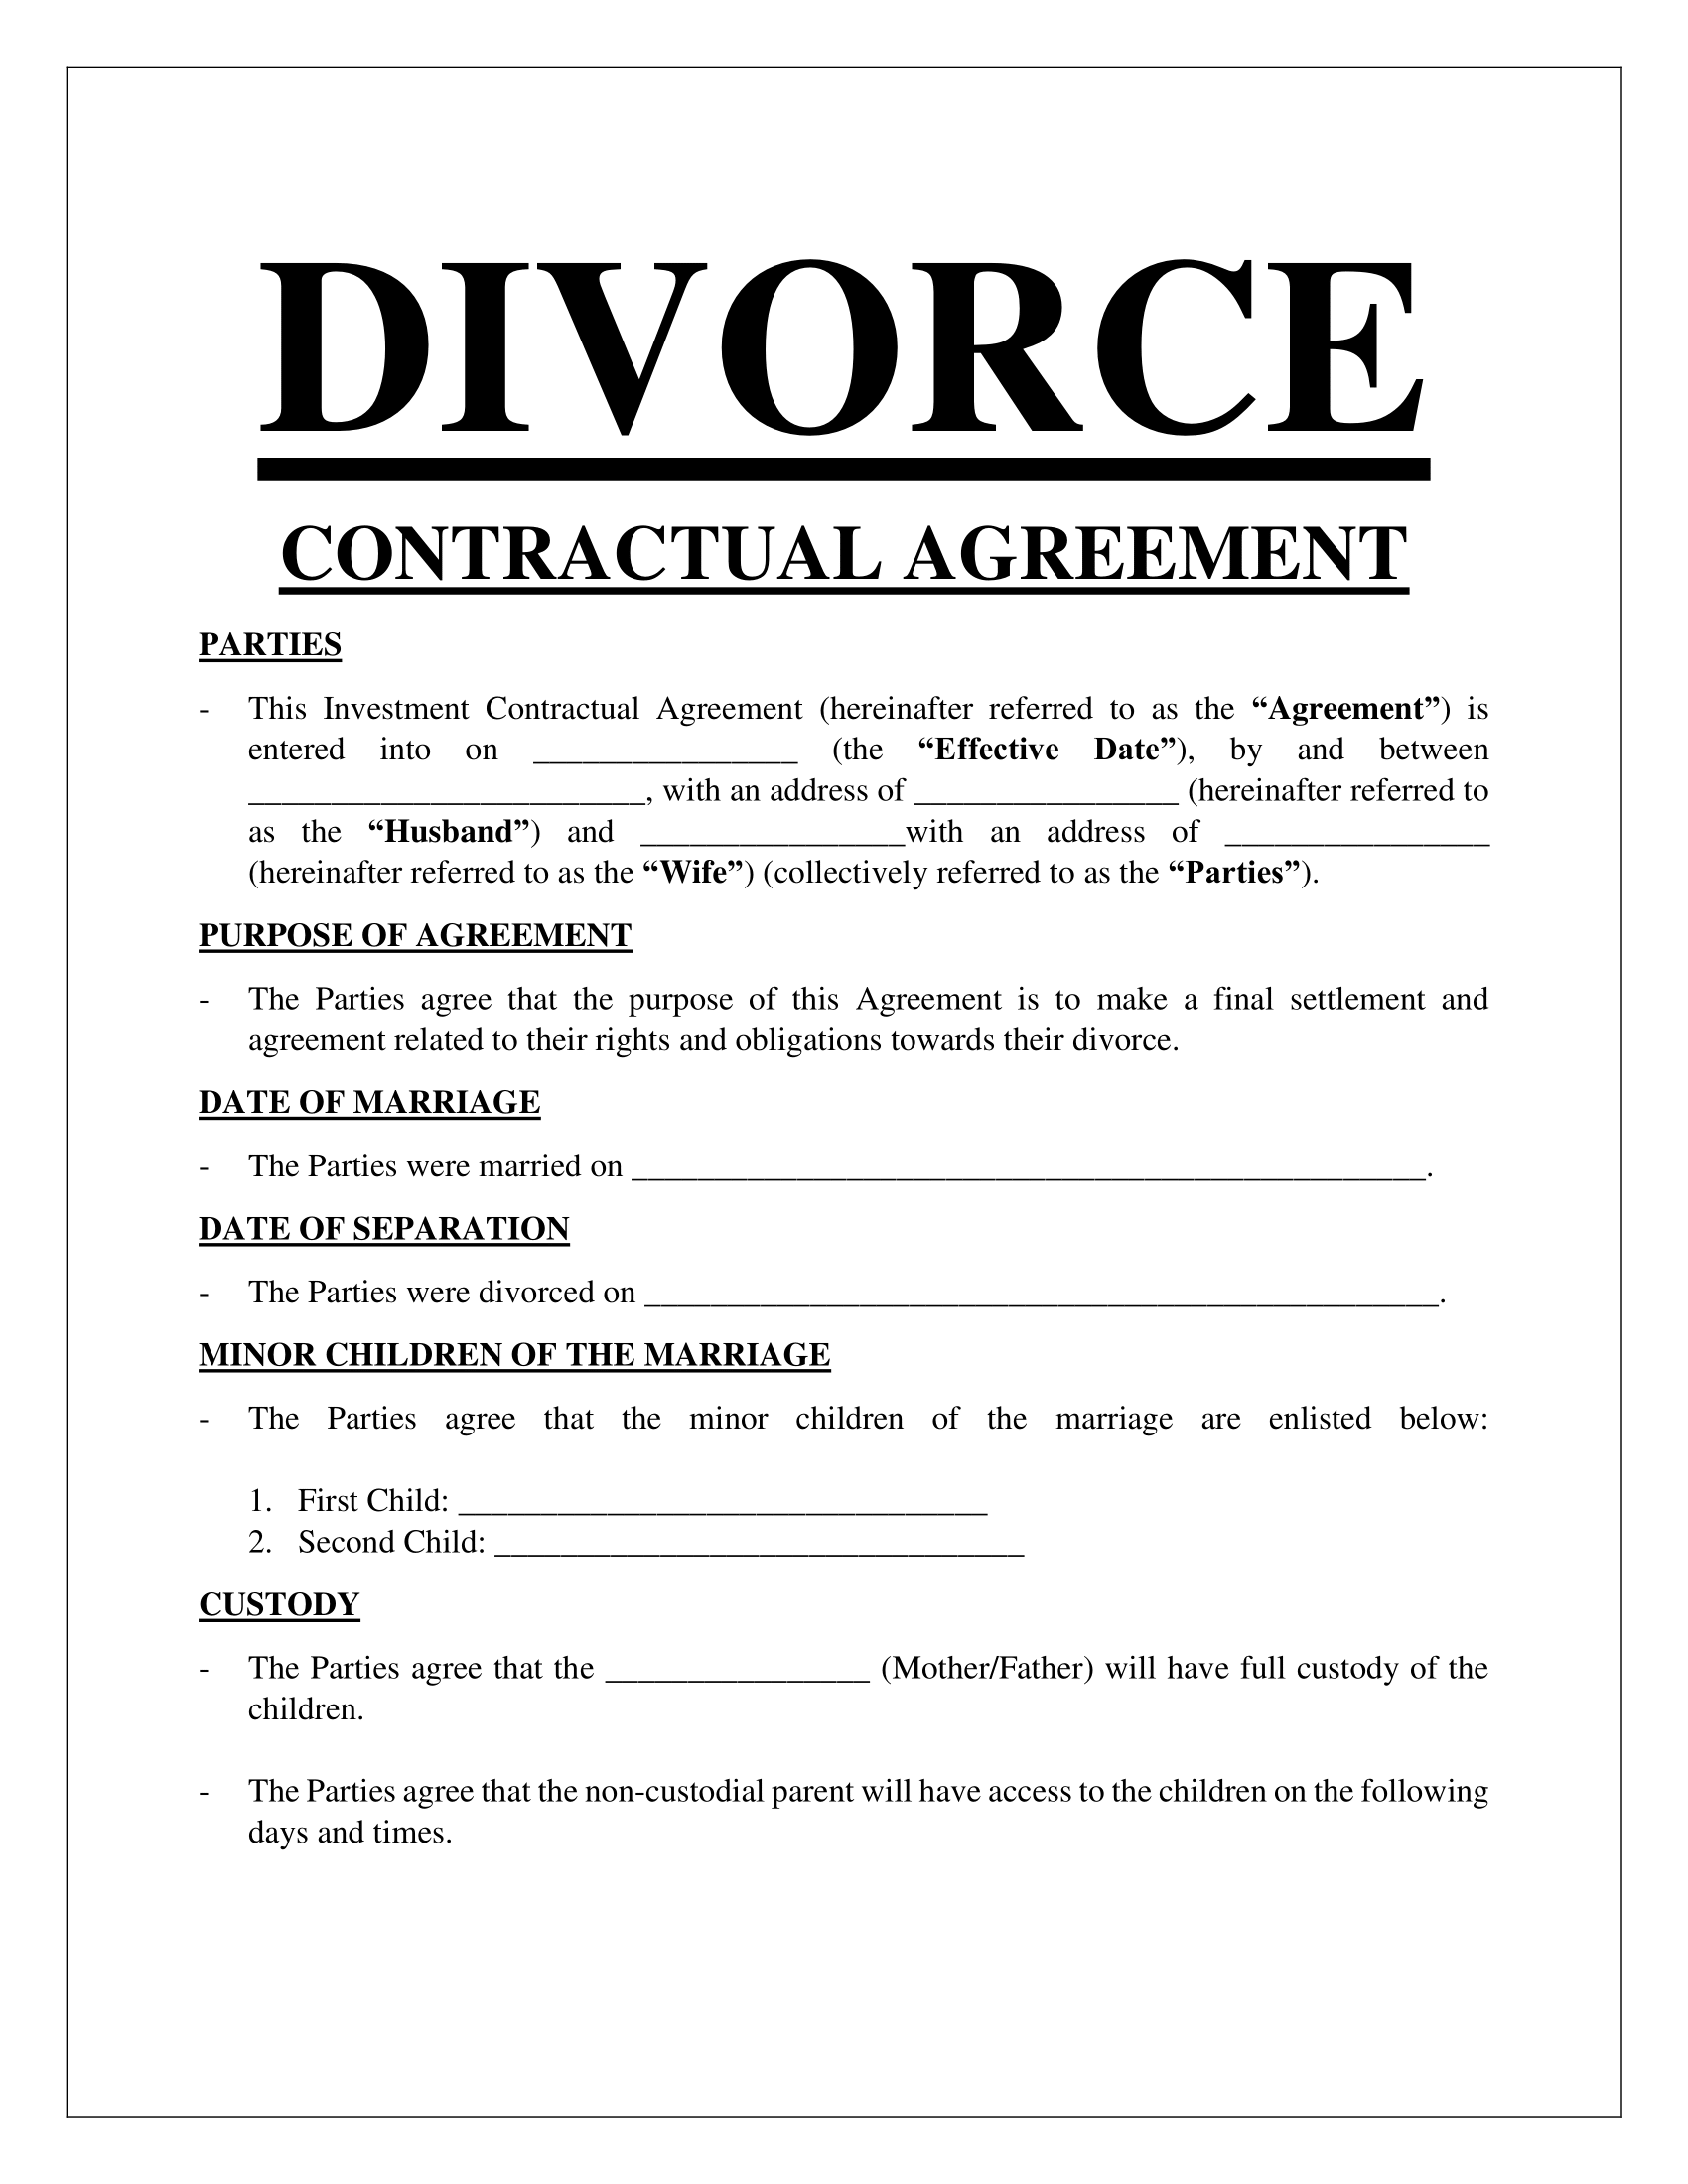 DIVORCE
CONTRACTUAL AGREEMENT
PARTIES
- This Investment Contractual Agreement (hereinafter referred to as the “Agreement”) is
entered into on ________________ (the “Effective Date”), by and between
________________________, with an address of ________________ (hereinafter referred to
as the “Husband”) and ________________with an address of ________________
(hereinafter referred to as the “Wife”) (collectively referred to as the “Parties”).
PURPOSE OF AGREEMENT
- The Parties agree that the purpose of this Agreement is to make a final settlement and
agreement related to their rights and obligations towards their divorce.
DATE OF MARRIAGE
- The Parties were married on ________________________________________________.
DATE OF SEPARATION
- The Parties were divorced on ________________________________________________.
MINOR CHILDREN OF THE MARRIAGE
- The Parties agree that the minor children of the marriage are enlisted below:
1. First Child: ________________________________
2. Second Child: ________________________________
CUSTODY
- The Parties agree that the ________________ (Mother/Father) will have full custody of the
children.
- The Parties agree that the non-custodial parent will have access to the children on the following
days and times.